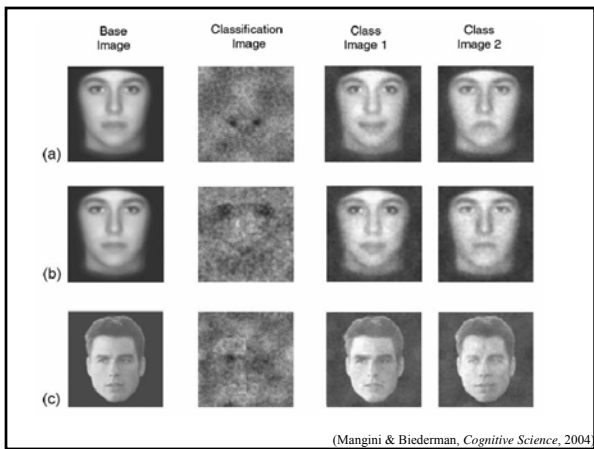 Base Classification Class Class
Image Image Image 1 Image 2
(a)
(b)
(c)
(Mangini & Biederman, Cognitive Science, 2004)